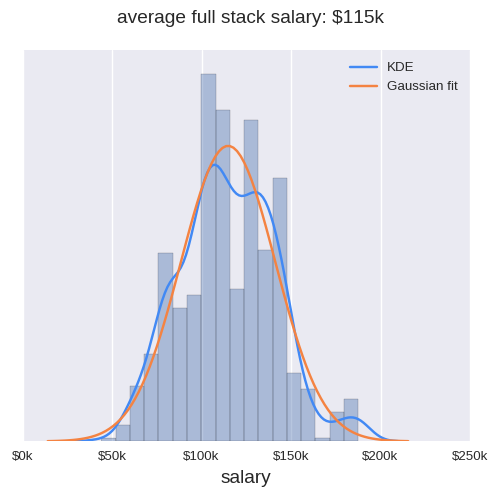 average full stack salary: $115k
KDE
Gaussian fit
$0k $50k $100k $150k $200k $250k
salary